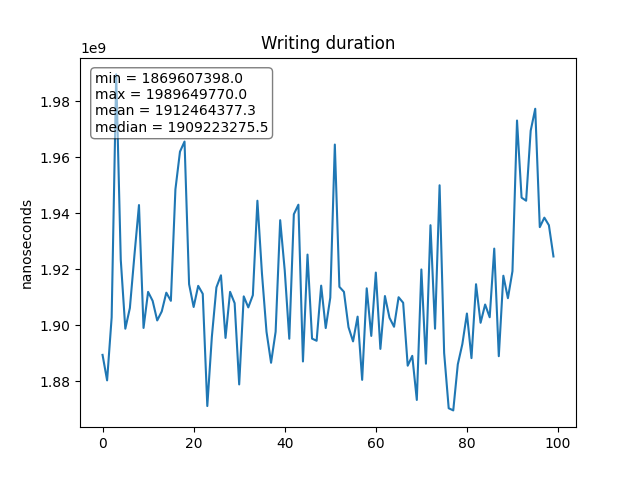 Writing duration
1e9
min = 1869607398.0
max = 1989649770.0
mean = 1912464377.3
median = 1909223275.5
1.98
1.96
1.94
1.92
1.90
1.88
nanoseconds
0 20 40 60 80 100